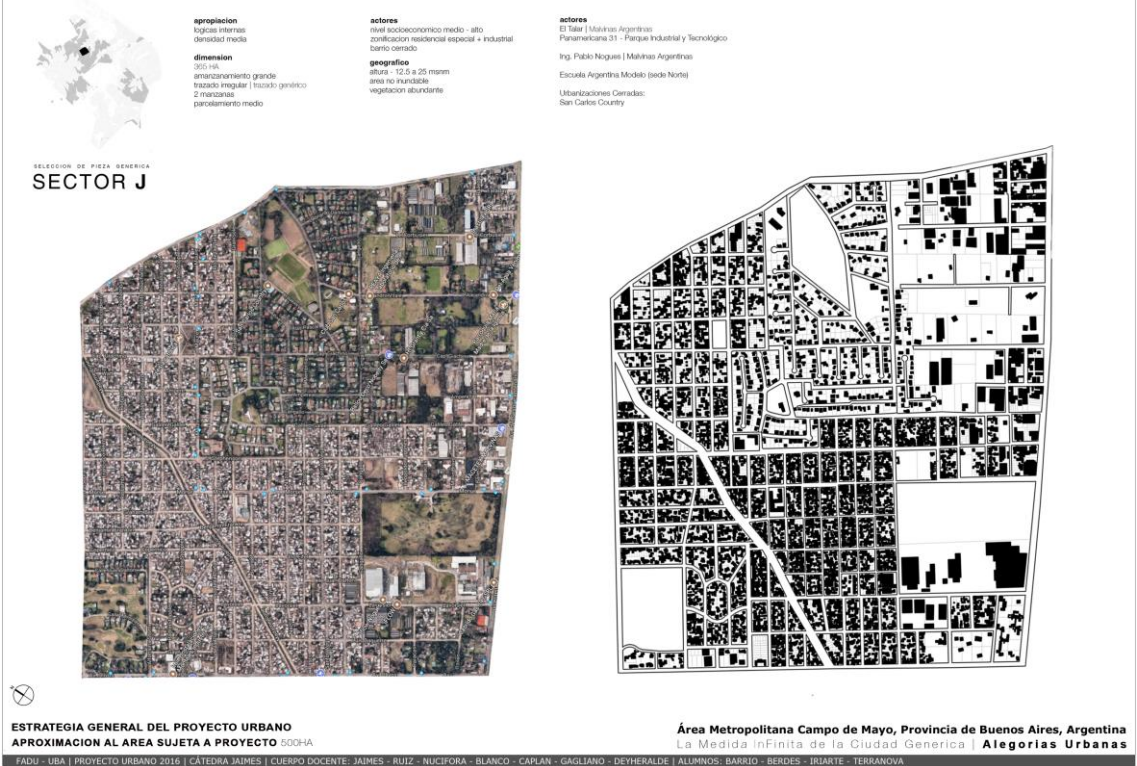 apropiacion
logicas internas
densidad media
dimension
365 HA
amanzanamiento grande
trazado irregular | trazado genérico
2 manzanas
parcelamiento medio
actores
nivel socioeconomico medio - alto
zonificacion residencial especial + industrial
barrio cerrado
geografico
altura - 12.5 a 25 msnm
area no inundable
vegetacion abundante
actores
El Talar | Malvinas Argentinas
Panamericana 31 - Parque Industrial y Tecnológico
Ing. Pablo Nogues | Malvinas Argentinas
Escuela Argentina Modelo (sede Norte)
Urbanizaciones Cerradas:
San Carlos Country
SELECCION DE PIEZA GENERICA
SECTOR J
ESTRATEGIA GENERAL DEL PROYECTO URBANO
APROXIMACION AL AREA SUJETA A PROYECTO 500HA
Área Metropolitana Campo de Mayo, Provincia de Buenos Aires, Argentina
La Medida InFinita de la Ciudad Generica | Alegorias Urbanas
FADU - UBA | PROYECTO URBANO 2016 | CÁTEDRA JAIMES | CUERPO DOCENTE: JAIMES - RUIZ - NUCIFORA - BLANCO - CAPLAN - GAGLIANO - DEYHERALDE | ALUMNOS: BARRIO - BERDES - IRIARTE - TERRANOVA